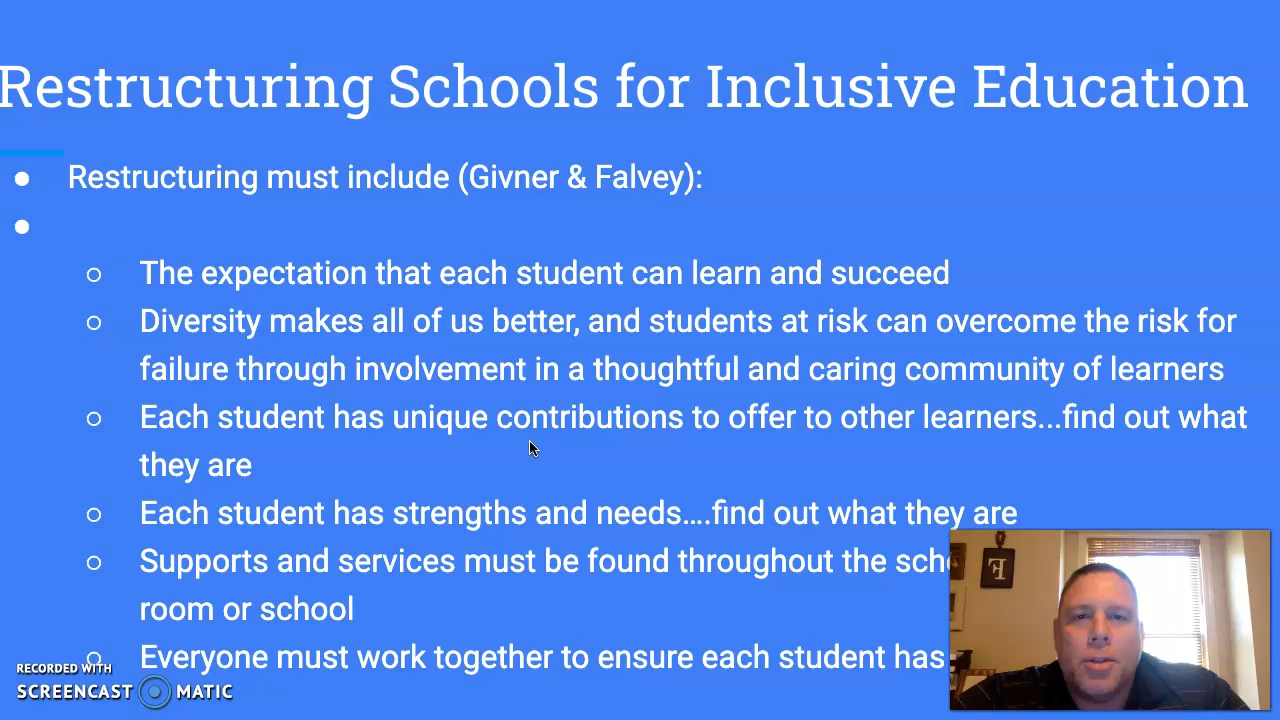 Restructuring Schools for Inclusive Education
● Restructuring must include (Givner & Falvey):
●
○ The expectation that each student can learn and succeed
○ Diversity makes all of us better, and students at risk can overcome the risk for
failure through involvement in a thoughtful and caring community of learners
○ Each student has unique contributions to offer to other learners...find out what
they are
○ Each student has strengths and needs....find out what they are
○ Supports and services must be found throughout the
room or school
○ Everyone must work together to ensure each student has
RECORDED WITH
SCREENCAST MATIC